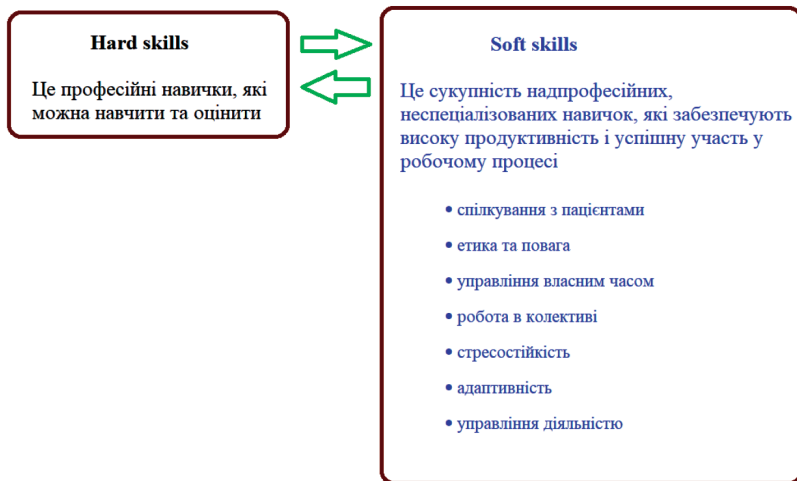 Hard skills
Це професійні навички, які
можна навчити та оцінити
Soft skills
Це сукупність надпрофесійних,
неспеціалізованих навичок, які забезпечують
високу продуктивність і успішну участь у
робочому процесі
• спілкування з пацієнтами
• етика та повага
• управління власним часом
• робота в колективі
• стресостійкість
• адаптивність
• управління діяльністю